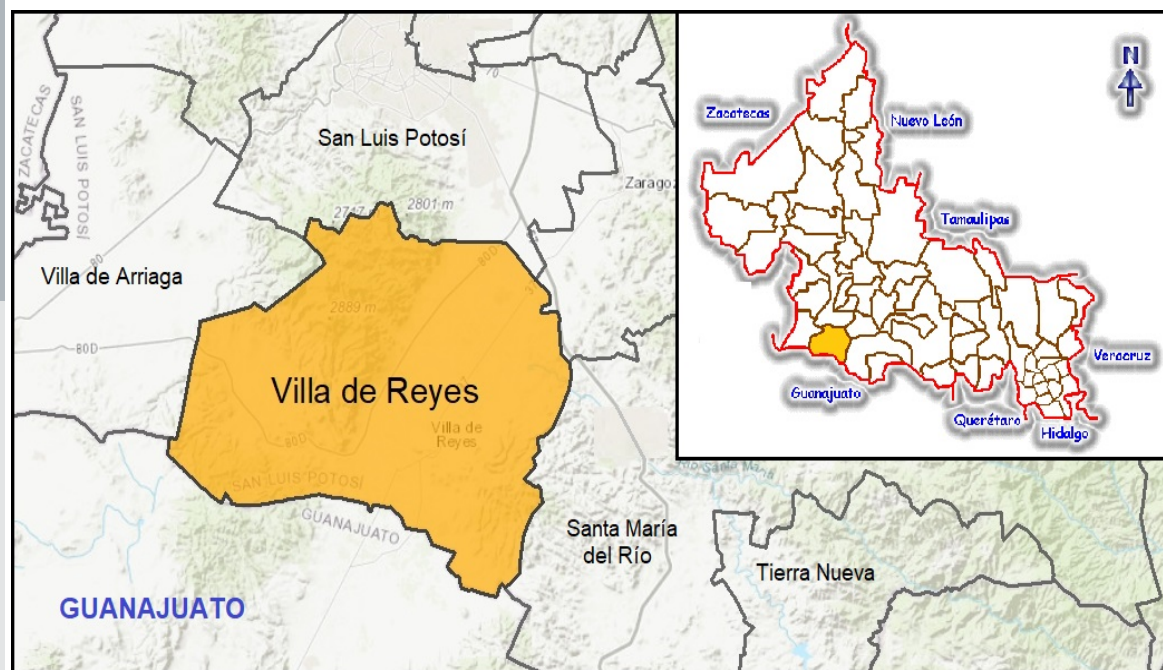 ZACATECAS
SAN LUIS POTOSÍ
San Luis Potosí
70
2717 m
2801 m
Zaragoz
Villa de Arriaga
80
80D
2889 m
80D
Villa de Reyes
80D
Villa de
Reyes
SAN LUIS POTOSÍ
GUANAJUATO
Santa María
del Río
Tierra Nueva
GUANAJUATO
N
Zacatecas
Nuevo León
Tamaulipas
Veracruz
Guanajuato
Querétaro
Hidalgo